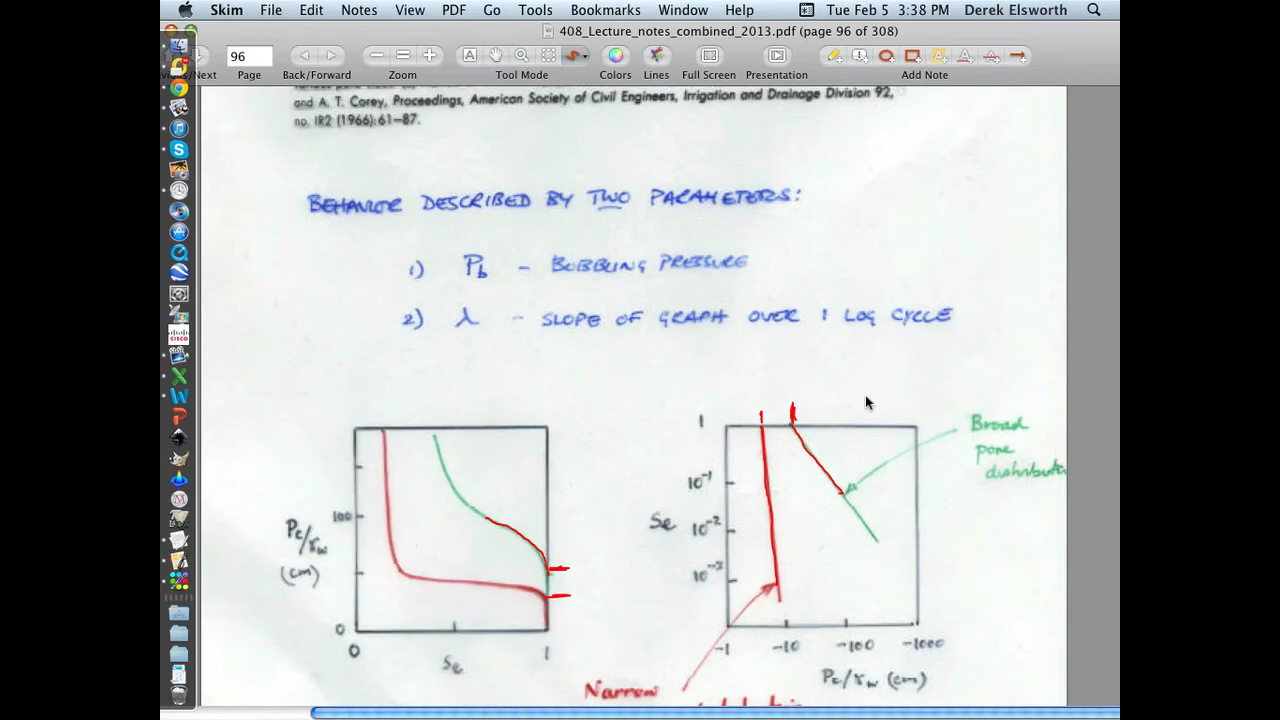 Skim File Edit Notes View PDF Go Tools Bookmarks Window Help Tue Feb 5 3:38 PM Derek Elsworth
408_Lecture_notes_combined_2013.pdf (page 96 of 308)
96
Page Back/Forward Zoom Tool Mode Colors Lines Full Screen Presentation Add Note
and A. T. Corey, Proceedings, American Society of Civil Engineers, Irrigation and Drainage Division 92,
no. IR2 (1966):61–87.
BEHAVIOR DESCRIBED BY TWO PARAMETERS:
1) Pb - BUBBLING PRESSURE
2) λ - SLOPE OF GRAPH OVER 1 LOG CYCLE
Pc/γw
(cm)
100
0
0
Se
1
Se
1
10⁻¹
10⁻²
10⁻³
-1 -10 -100 -1000
Pc/γw (cm)
Broad
pore
distributi
Narrow